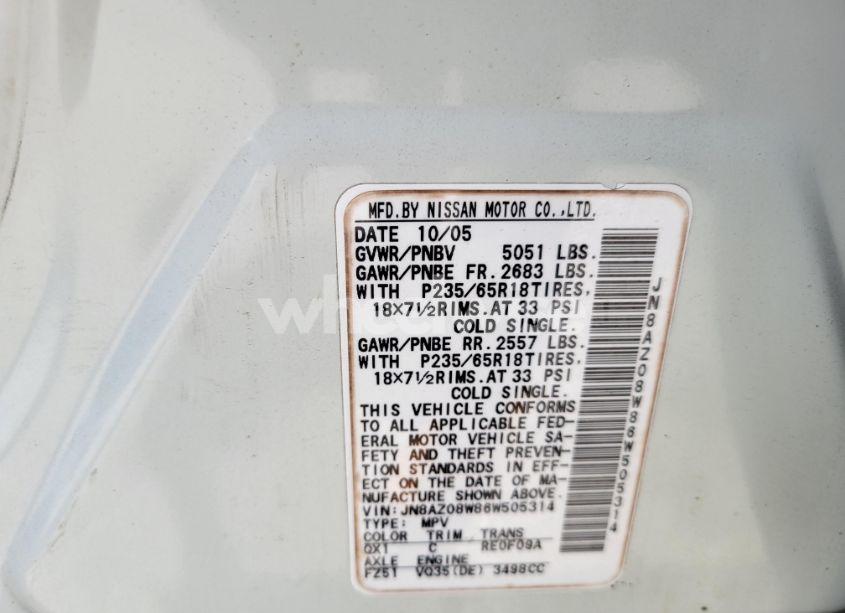 MFD.BY NISSAN MOTOR CO.,LTD.
DATE 10/05
GVWR/PNBV 5051 LBS.
GAWR/PNBE FR.2683 LBS.
WITH P235/65R18TIRES,
18X7½RIMS.AT 33 PSI
COLD SINGLE.
GAWR/PNBE RR.2557 LBS.
WITH P235/65R18TIRES,
18X7½RIMS.AT 33 PSI
COLD SINGLE.
THIS VEHICLE CONFORMS
TO ALL APPLICABLE FED-
ERAL MOTOR VEHICLE SA-
FETY AND THEFT PREVEN-
TION STANDARDS IN EFF-
ECT ON THE DATE OF MA-
NUFACTURE SHOWN ABOVE.
VIN:JN8AZ08W86W505314
TYPE: MPV
COLOR TRIM TRANS
QX1 C RE0F09A
AXLE ENGINE
FZ51 VQ35(DE) 3498CC
JN8AZ08W86W505314